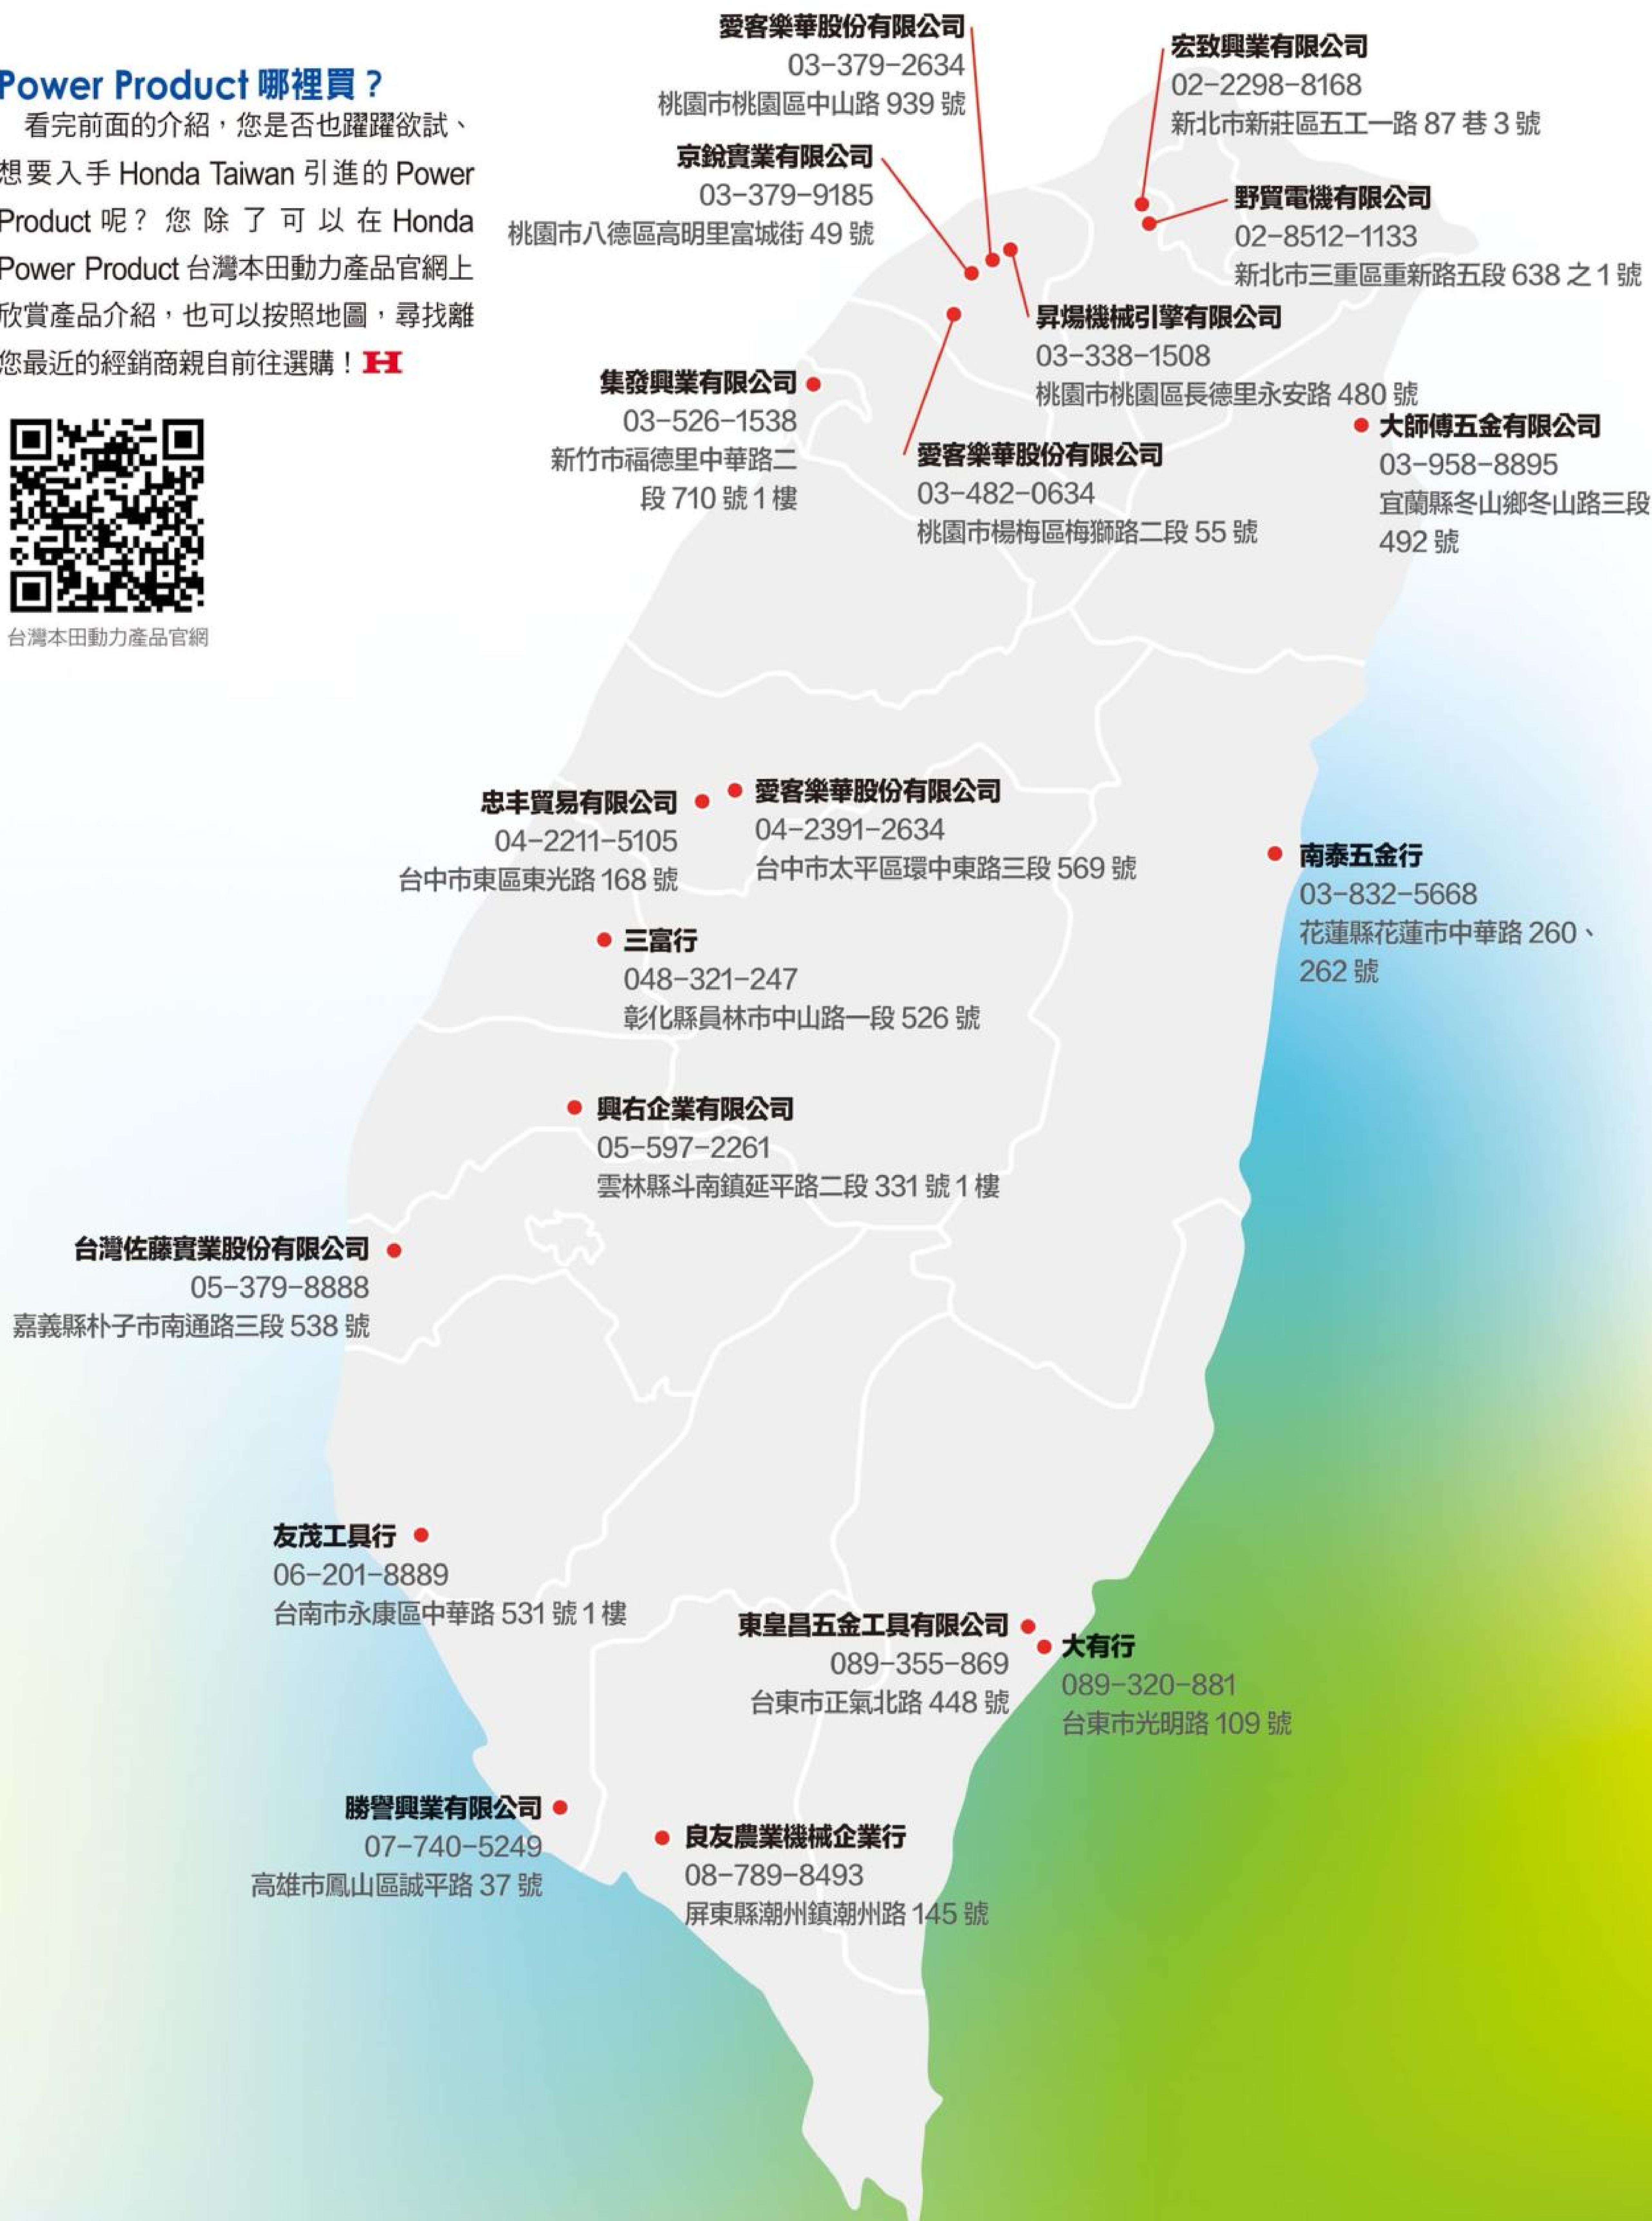 Power Product 哪裡買？
看完前面的介紹，您是否也躍躍欲試、
想要入手 Honda Taiwan 引進的 Power
Product 呢？您除了可以在 Honda
Power Product 台灣本田動力產品官網上
欣賞產品介紹，也可以按照地圖，尋找離
您最近的經銷商親自前往選購！
台灣本田動力產品官網
愛客樂華股份有限公司
03-379-2634
桃園市桃園區中山路 939 號
宏致興業有限公司
02-2298-8168
新北市新莊區五工一路 87 巷 3 號
京銳實業有限公司
03-379-9185
桃園市八德區高明里富城街 49 號
野貿電機有限公司
02-8512-1133
新北市三重區重新路五段 638 之 1 號
昇煬機械引擎有限公司
03-338-1508
桃園市桃園區長德里永安路 480 號
集發興業有限公司
03-526-1538
新竹市福德里中華路二
段 710 號 1 樓
愛客樂華股份有限公司
03-482-0634
桃園市楊梅區梅獅路二段 55 號
大師傅五金有限公司
03-958-8895
宜蘭縣冬山鄉冬山路三段
492 號
忠丰貿易有限公司
04-2211-5105
台中市東區東光路 168 號
愛客樂華股份有限公司
04-2391-2634
台中市太平區環中東路三段 569 號
南泰五金行
03-832-5668
花蓮縣花蓮市中華路 260、
262 號
三富行
048-321-247
彰化縣員林市中山路一段 526 號
興右企業有限公司
05-597-2261
雲林縣斗南鎮延平路二段 331 號 1 樓
台灣佐藤實業股份有限公司
05-379-8888
嘉義縣朴子市南通路三段 538 號
友茂工具行
06-201-8889
台南市永康區中華路 531 號 1 樓
東皇昌五金工具有限公司
089-355-869
台東市正氣北路 448 號
大有行
089-320-881
台東市光明路 109 號
勝譽興業有限公司
07-740-5249
高雄市鳳山區誠平路 37 號
良友農業機械企業行
08-789-8493
屏東縣潮州鎮潮州路 145 號